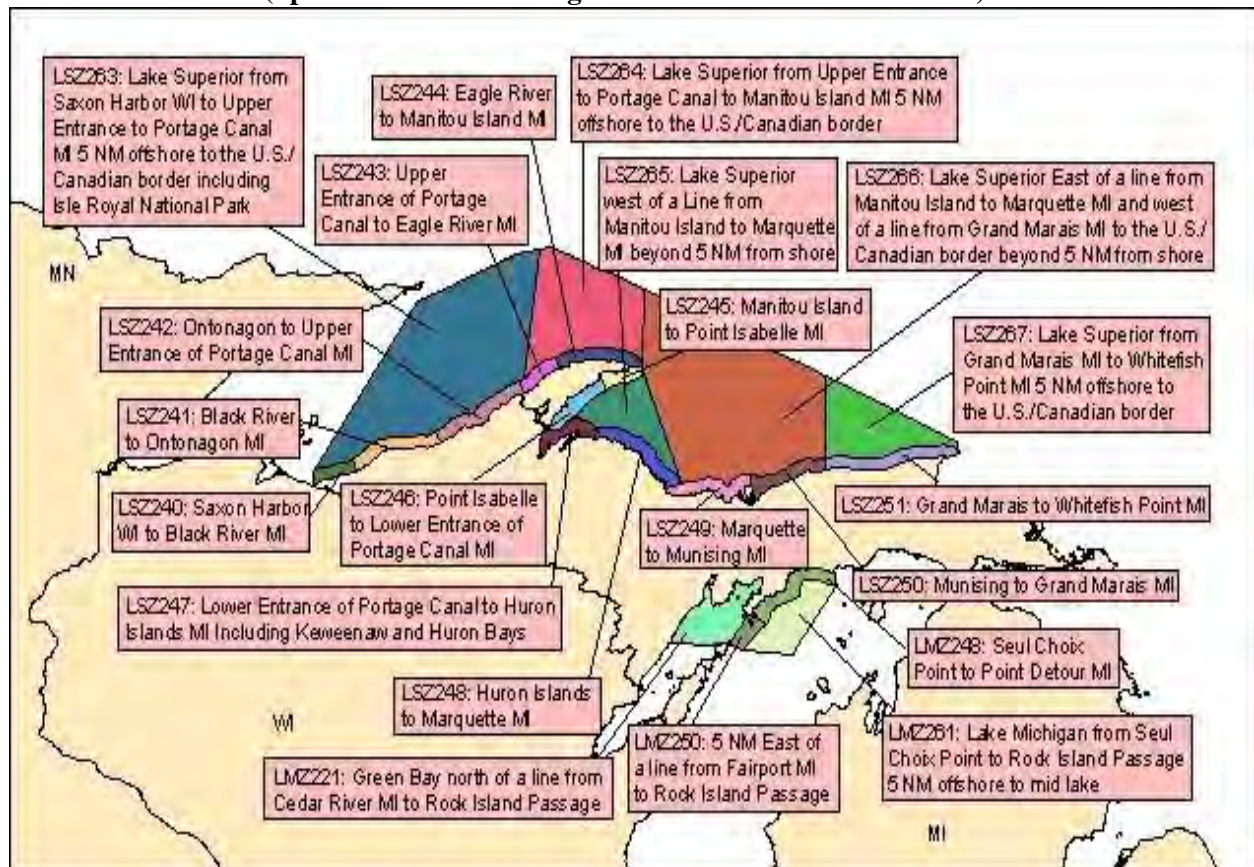 LSZ263: Lake Superior from
Saxon Harbor WI to Upper
Entrance to Portage Canal
MI 5 NM offshore to the U.S./
Canadian border including
Isle Royal National Park
LSZ244: Eagle River
to Manitou Island MI
LSZ264: Lake Superior from Upper Entrance
to Portage Canal to Manitou Island MI 5 NM
offshore to the U.S./Canadian border
LSZ243: Upper
Entrance of Portage
Canal to Eagle River MI
LSZ265: Lake Superior
west of a Line from
Manitou Island to Marquette
MI beyond 5 NM from shore
LSZ266: Lake Superior East of a line from
Manitou Island to Marquette MI and west
of a line from Grand Marais MI to the U.S./
Canadian border beyond 5 NM from shore
MN
LSZ242: Ontonagon to Upper
Entrance of Portage Canal MI
LSZ245: Manitou Island
to Point Isabelle MI
LSZ267: Lake Superior from
Grand Marais MI to Whitefish
Point MI 5 NM offshore to
the U.S./Canadian border
LSZ241: Black River
to Ontonagon MI
LSZ240: Saxon Harbor
WI to Black River MI
LSZ246: Point Isabelle
to Lower Entrance of
Portage Canal MI
LSZ249: Marquette
to Munising MI
LSZ251: Grand Marais to Whitefish Point MI
LSZ250: Munising to Grand Marais MI
LSZ247: Lower Entrance of Portage Canal to Huron
Islands MI Including Keweenaw and Huron Bays
LMZ248: Seul Choix
Point to Point Detour MI
LSZ248: Huron Islands
to Marquette MI
WI
LMZ221: Green Bay north of a line from
Cedar River MI to Rock Island Passage
LMZ250: 5 NM East of
a line from Fairport MI
to Rock Island Passage
LMZ261: Lake Michigan from Seul
Choix Point to Rock Island Passage
5 NM offshore to mid lake
MI